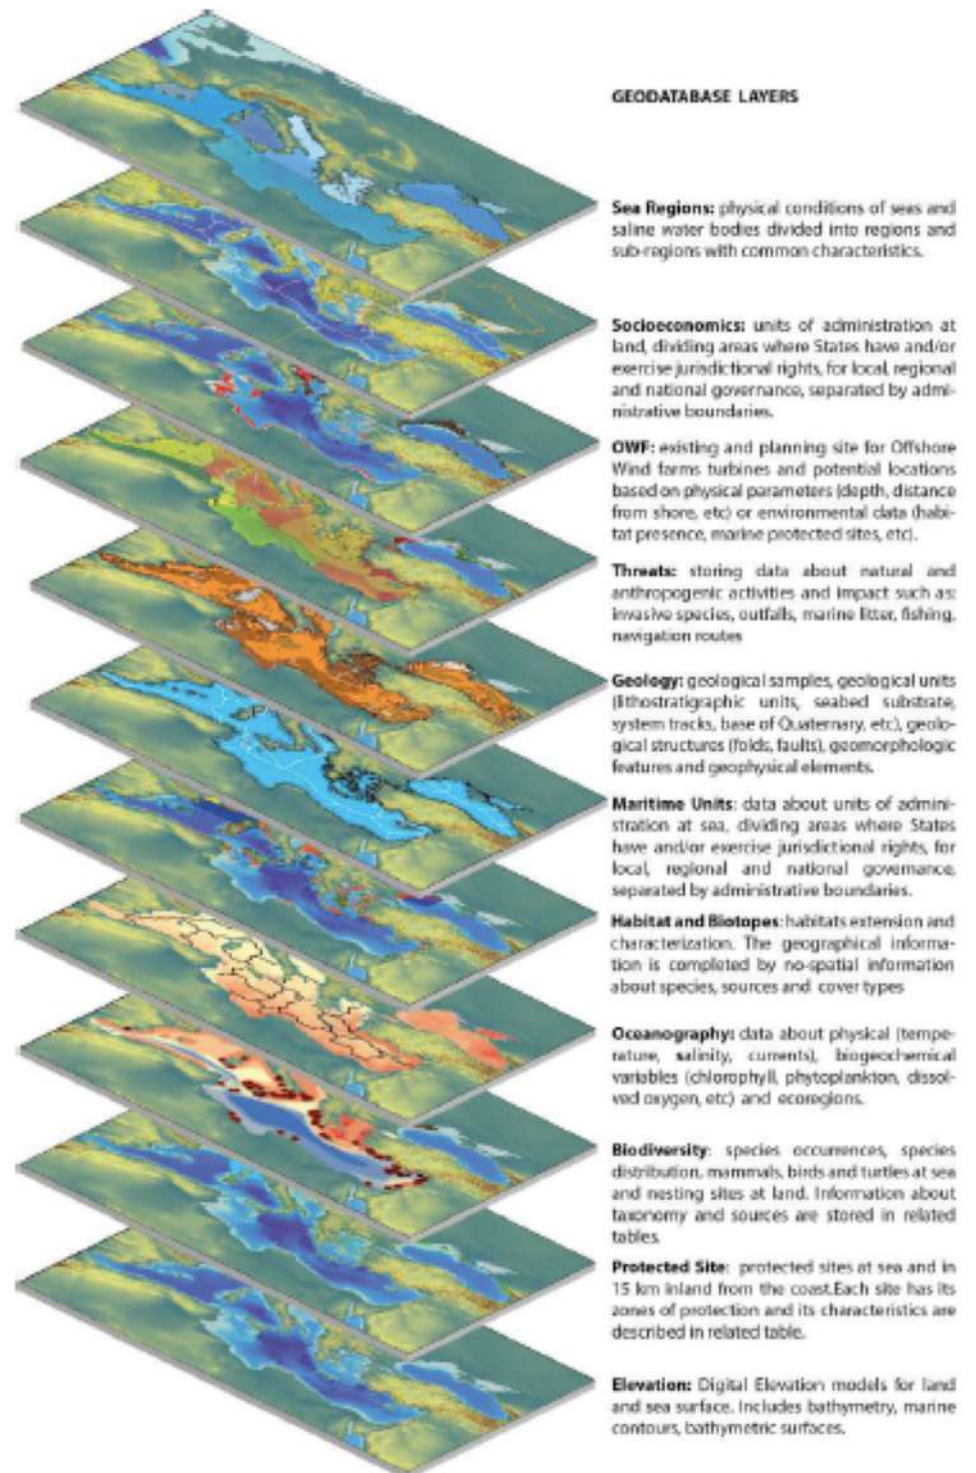 GEODATABASE LAYERS
Sea Regions: physical conditions of seas and
saline water bodies divided into regions and
sub-regions with common characteristics.
Socioeconomics: units of administration at
land, dividing areas where States have and/or
exercise jurisdictional rights, for local, regional
and national governance, separated by admi-
nistrative boundaries.
OWF: existing and planning site for Offshore
Wind farms turbines and potential locations
based on physical parameters (depth, distance
from shore, etc) or environmental data (habi-
tat presence, marine protected sites, etc).
Threats: storing data about natural and
anthropogenic activities and impact such as:
invasive species, outfalls, marine litter, fishing,
navigation routes
Geology: geological samples, geological units
(lithostratigraphic units, seabed substrate,
system tracks, base of Quaternary, etc), geolo-
gical structures (folds, faults), geomorphologic
features and geophysical elements.
Maritime Units: data about units of admini-
stration at sea, dividing areas where States
have and/or exercise jurisdictional rights, for
local, regional and national governance,
separated by administrative boundaries.
Habitat and Biotopes: habitats extension and
characterization. The geographical informa-
tion is completed by no-spatial information
about species, sources and cover types
Oceanography: data about physical (tempe-
rature, salinity, currents), biogeochemical
variables (chlorophyll, phytoplankton, dissol-
ved oxygen, etc) and ecoregions.
Biodiversity: species occurrences, species
distribution, mammals, birds and turtles at sea
and nesting sites at land. Information about
taxonomy and sources are stored in related
tables.
Protected Site: protected sites at sea and in
15 km inland from the coast.Each site has its
zones of protection and its characteristics are
described in related table.
Elevation: Digital Elevation models for land
and sea surface. Includes bathymetry, marine
contours, bathymetric surfaces.